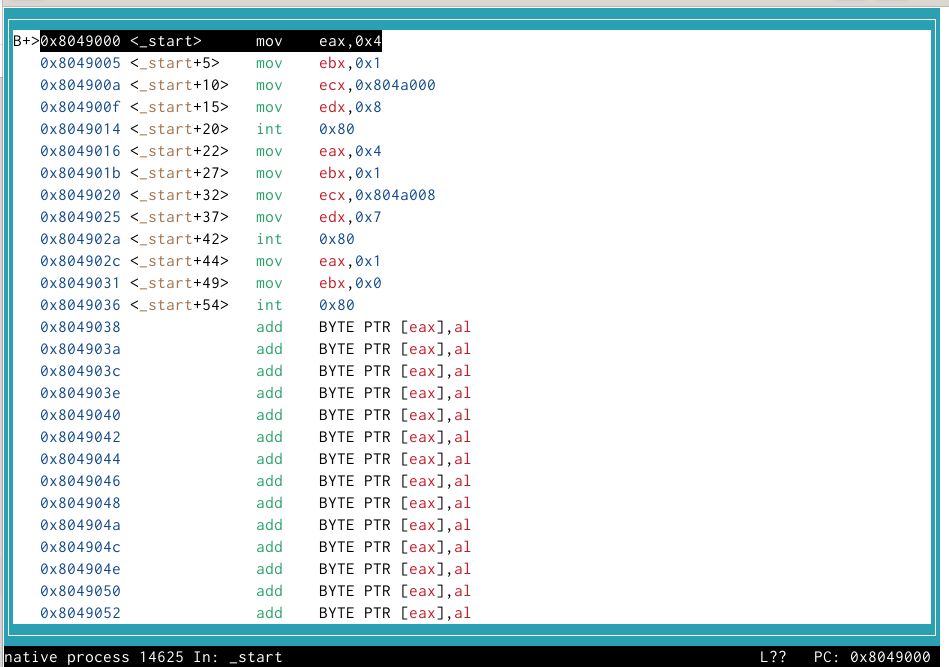 B+>0x8049000 <_start>      mov    eax,0x4
0x8049005 <_start+5>    mov    ebx,0x1
0x804900a <_start+10>   mov    ecx,0x804a000
0x804900f <_start+15>   mov    edx,0x8
0x8049014 <_start+20>   int    0x80
0x8049016 <_start+22>   mov    eax,0x4
0x804901b <_start+27>   mov    ebx,0x1
0x8049020 <_start+32>   mov    ecx,0x804a008
0x8049025 <_start+37>   mov    edx,0x7
0x804902a <_start+42>   int    0x80
0x804902c <_start+44>   mov    eax,0x1
0x8049031 <_start+49>   mov    ebx,0x0
0x8049036 <_start+54>   int    0x80
0x8049038               add    BYTE PTR [eax],al
0x804903a               add    BYTE PTR [eax],al
0x804903c               add    BYTE PTR [eax],al
0x804903e               add    BYTE PTR [eax],al
0x8049040               add    BYTE PTR [eax],al
0x8049042               add    BYTE PTR [eax],al
0x8049044               add    BYTE PTR [eax],al
0x8049046               add    BYTE PTR [eax],al
0x8049048               add    BYTE PTR [eax],al
0x804904a               add    BYTE PTR [eax],al
0x804904c               add    BYTE PTR [eax],al
0x804904e               add    BYTE PTR [eax],al
0x8049050               add    BYTE PTR [eax],al
0x8049052               add    BYTE PTR [eax],al
native process 14625 In: _start    L??   PC: 0x8049000